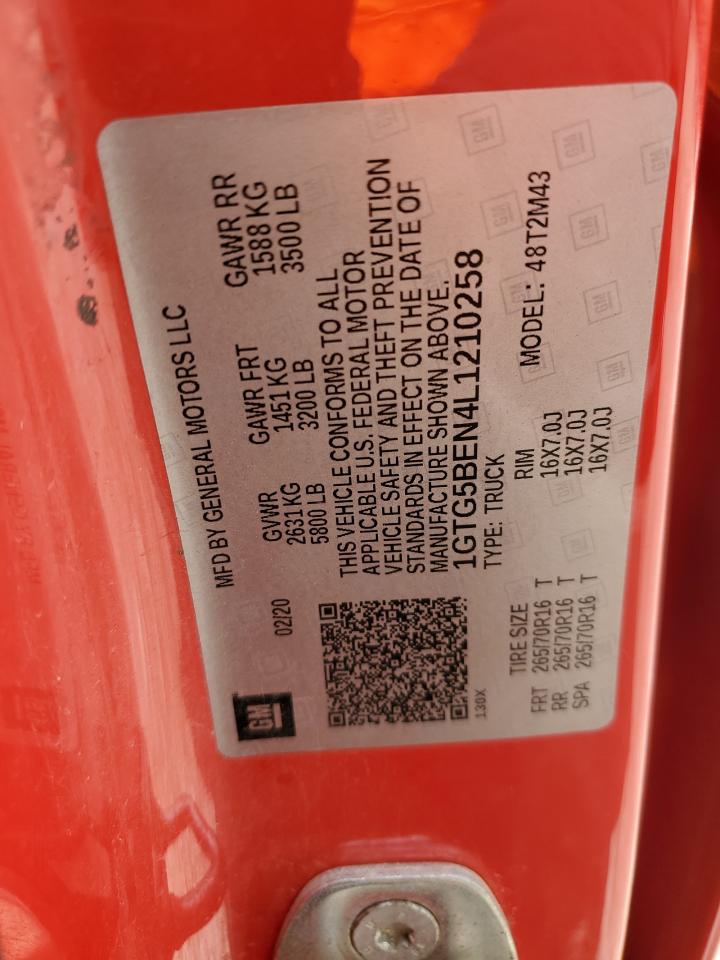 GM
MFD BY GENERAL MOTORS LLC
02/20
GVWR GAWR FRT GAWR RR
2631 KG 1451 KG 1588 KG
5800 LB 3200 LB 3500 LB
THIS VEHICLE CONFORMS TO ALL
APPLICABLE U.S. FEDERAL MOTOR
VEHICLE SAFETY AND THEFT PREVENTION
STANDARDS IN EFFECT ON THE DATE OF
MANUFACTURE SHOWN ABOVE.
1GTG5BEN4L1210258
130X
TYPE: TRUCK
MODEL: 48T2M43
TIRE SIZE RIM
FRT 265/70R16 T 16X7.0J
RR 265/70R16 T 16X7.0J
SPA 265/70R16 T 16X7.0J